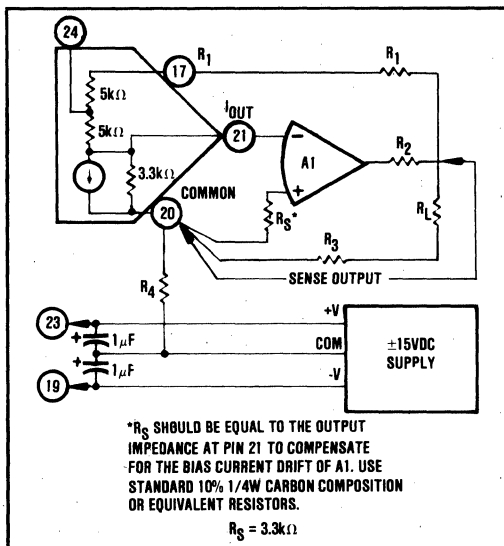 24
R1
17
R1
5kΩ
IOUT
5kΩ
21
−
A1
R2
3.3kΩ
+
COMMON
20
RS*
RL
R3
SENSE OUTPUT
R4
23
+V
+
1μF
COM
±15VDC
SUPPLY
+
1μF
19
-V
*RS SHOULD BE EQUAL TO THE OUTPUT
IMPEDANCE AT PIN 21 TO COMPENSATE
FOR THE BIAS CURRENT DRIFT OF A1. USE
STANDARD 10% 1/4W CARBON COMPOSITION
OR EQUIVALENT RESISTORS.
RS = 3.3kΩ